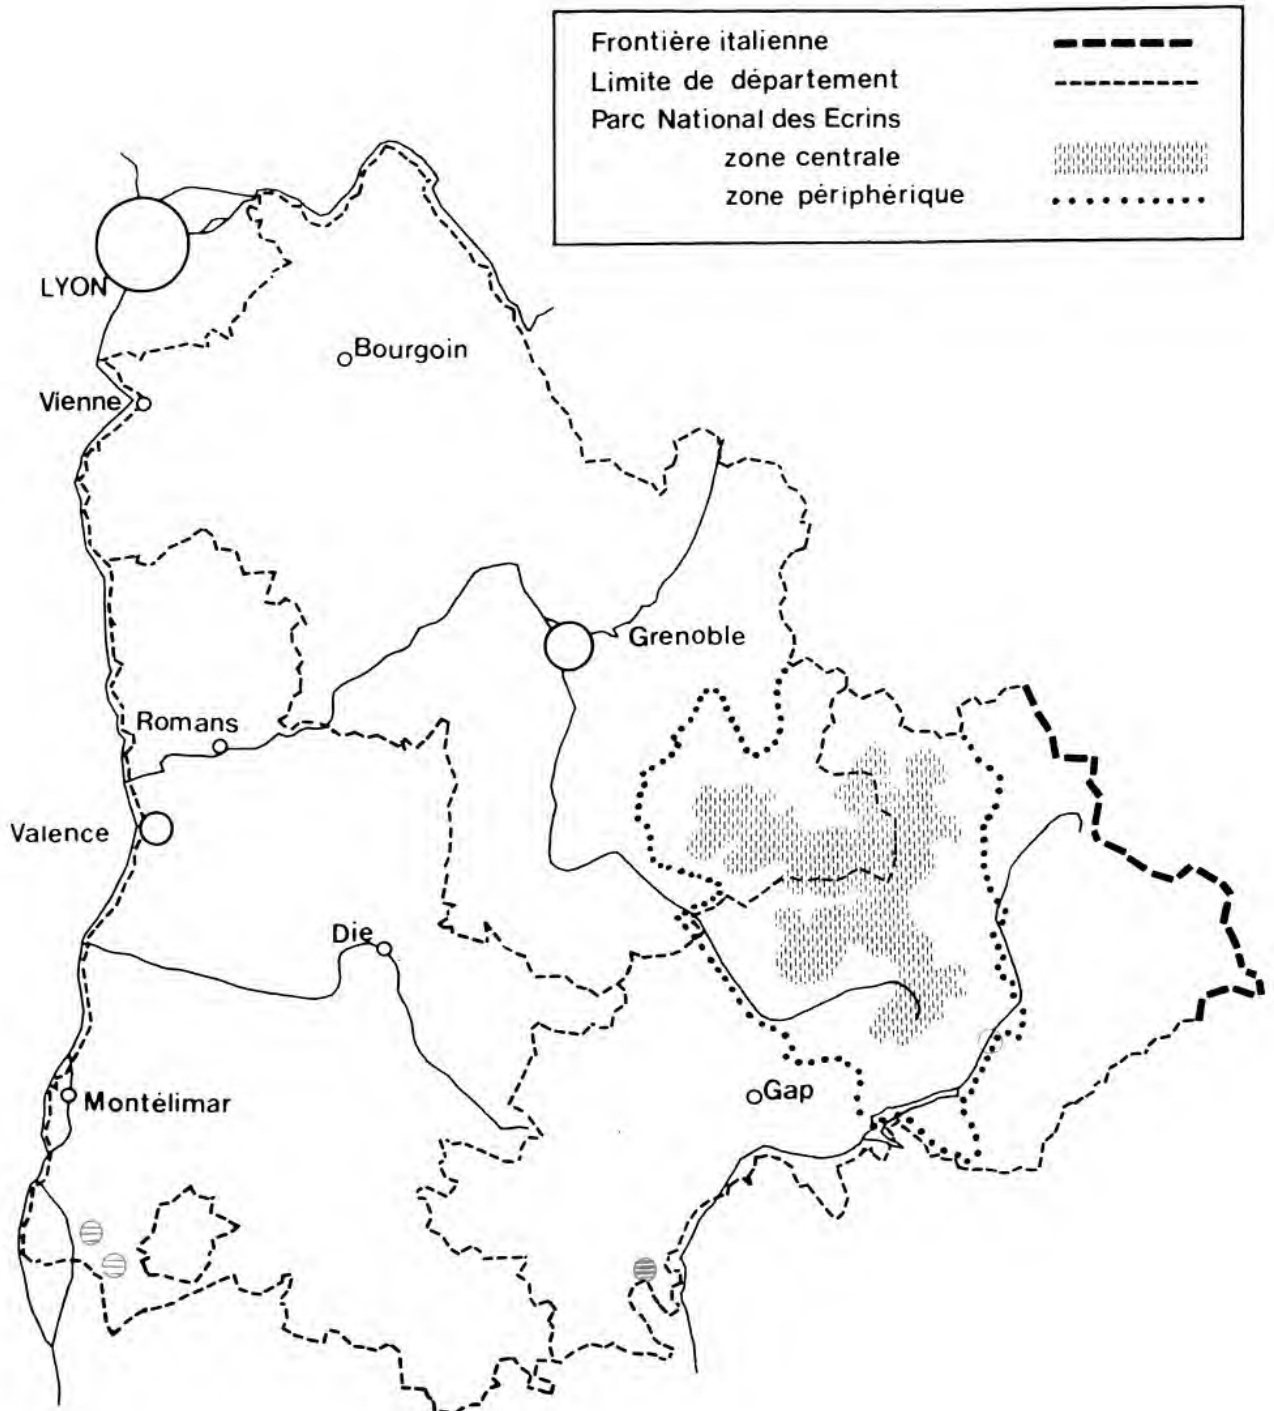 Frontière italienne
Limite de département
Parc National des Ecrins
zone centrale
zone périphérique
LYON
Bourgoin
Vienne
Grenoble
Romans
Valence
Die
Montélimar
Gap